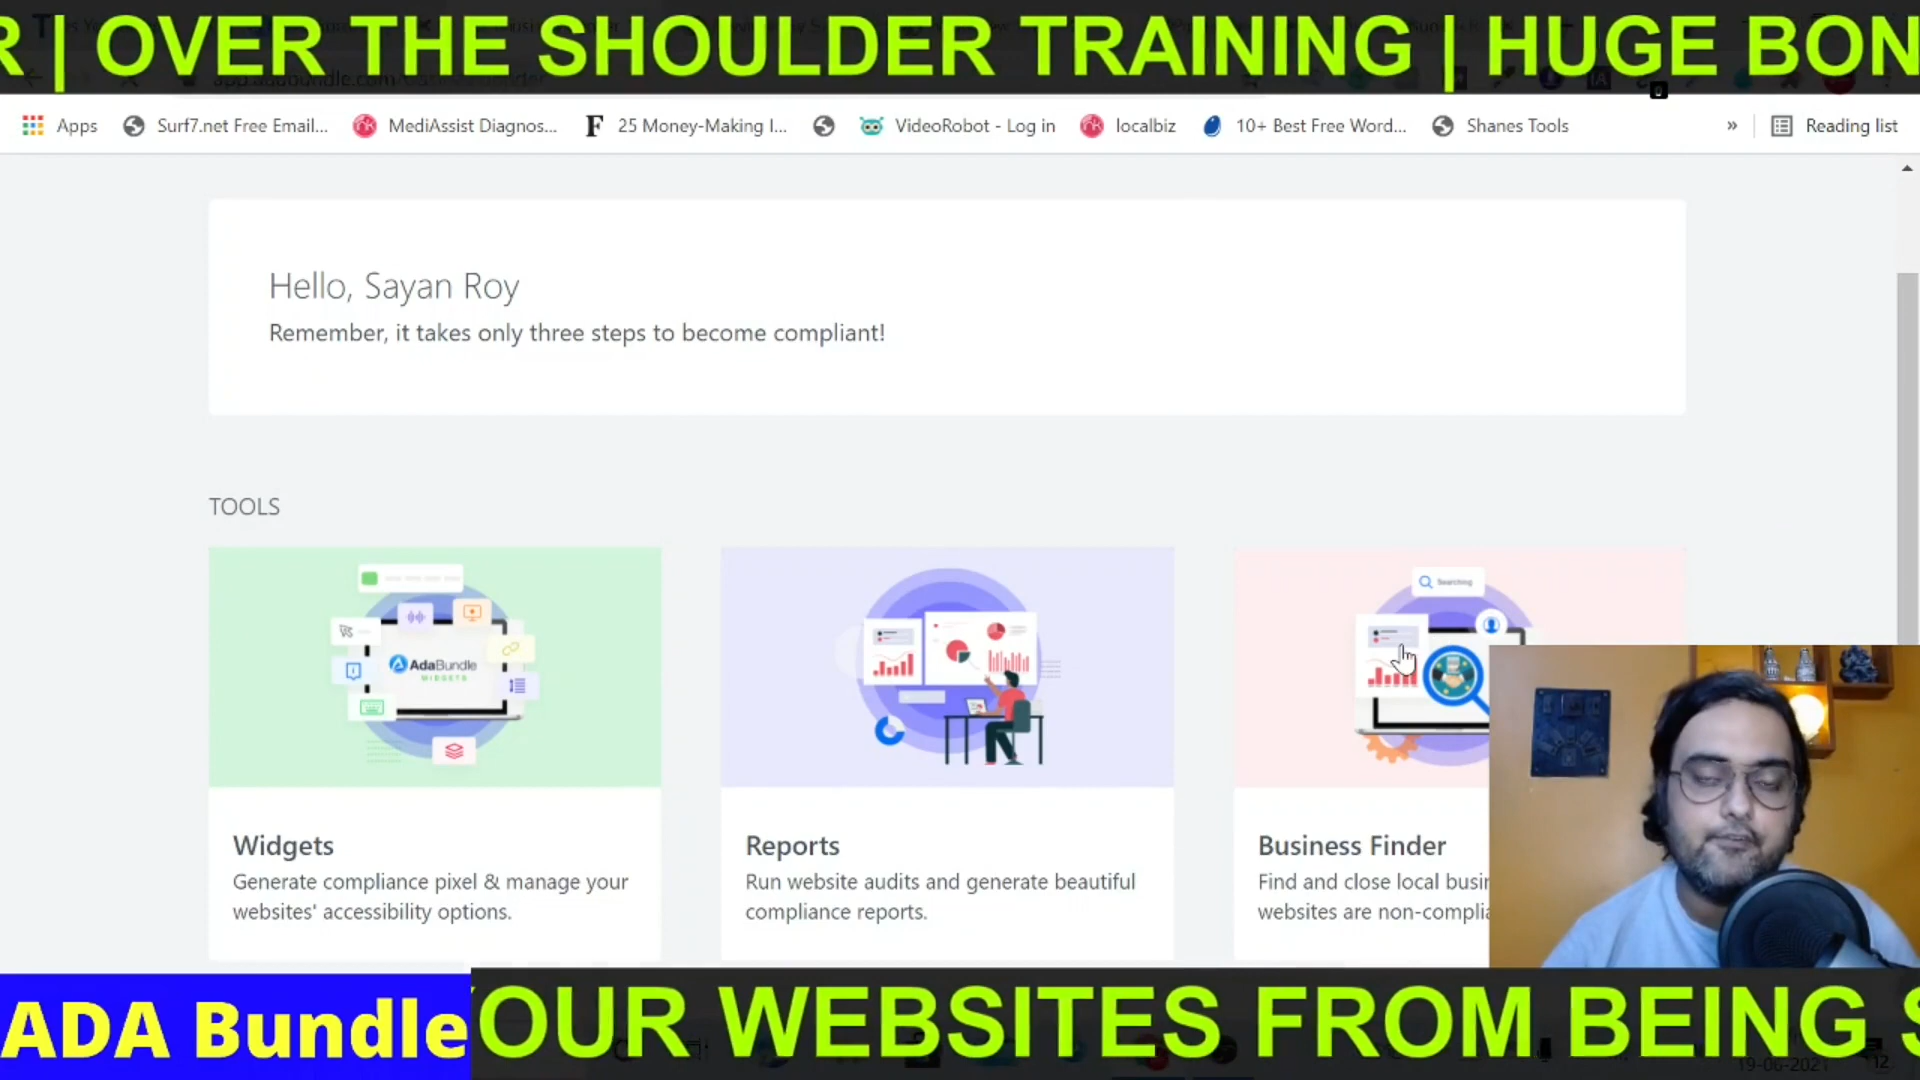 R | OVER THE SHOULDER TRAINING | HUGE BON
Apps Surf7.net Free Email... MediAssist Diagnos... 25 Money-Making I... VideoRobot - Log in localbiz 10+ Best Free Word... Shanes Tools » Reading list
Hello, Sayan Roy
Remember, it takes only three steps to become compliant!
TOOLS
AdaBundle
WIDGETS
Searching
Widgets
Generate compliance pixel & manage your
websites' accessibility options.
Reports
Run website audits and generate beautiful
compliance reports.
Business Finder
Find and close local busi
websites are non-complia
ADA Bundle
OUR WEBSITES FROM BEING S